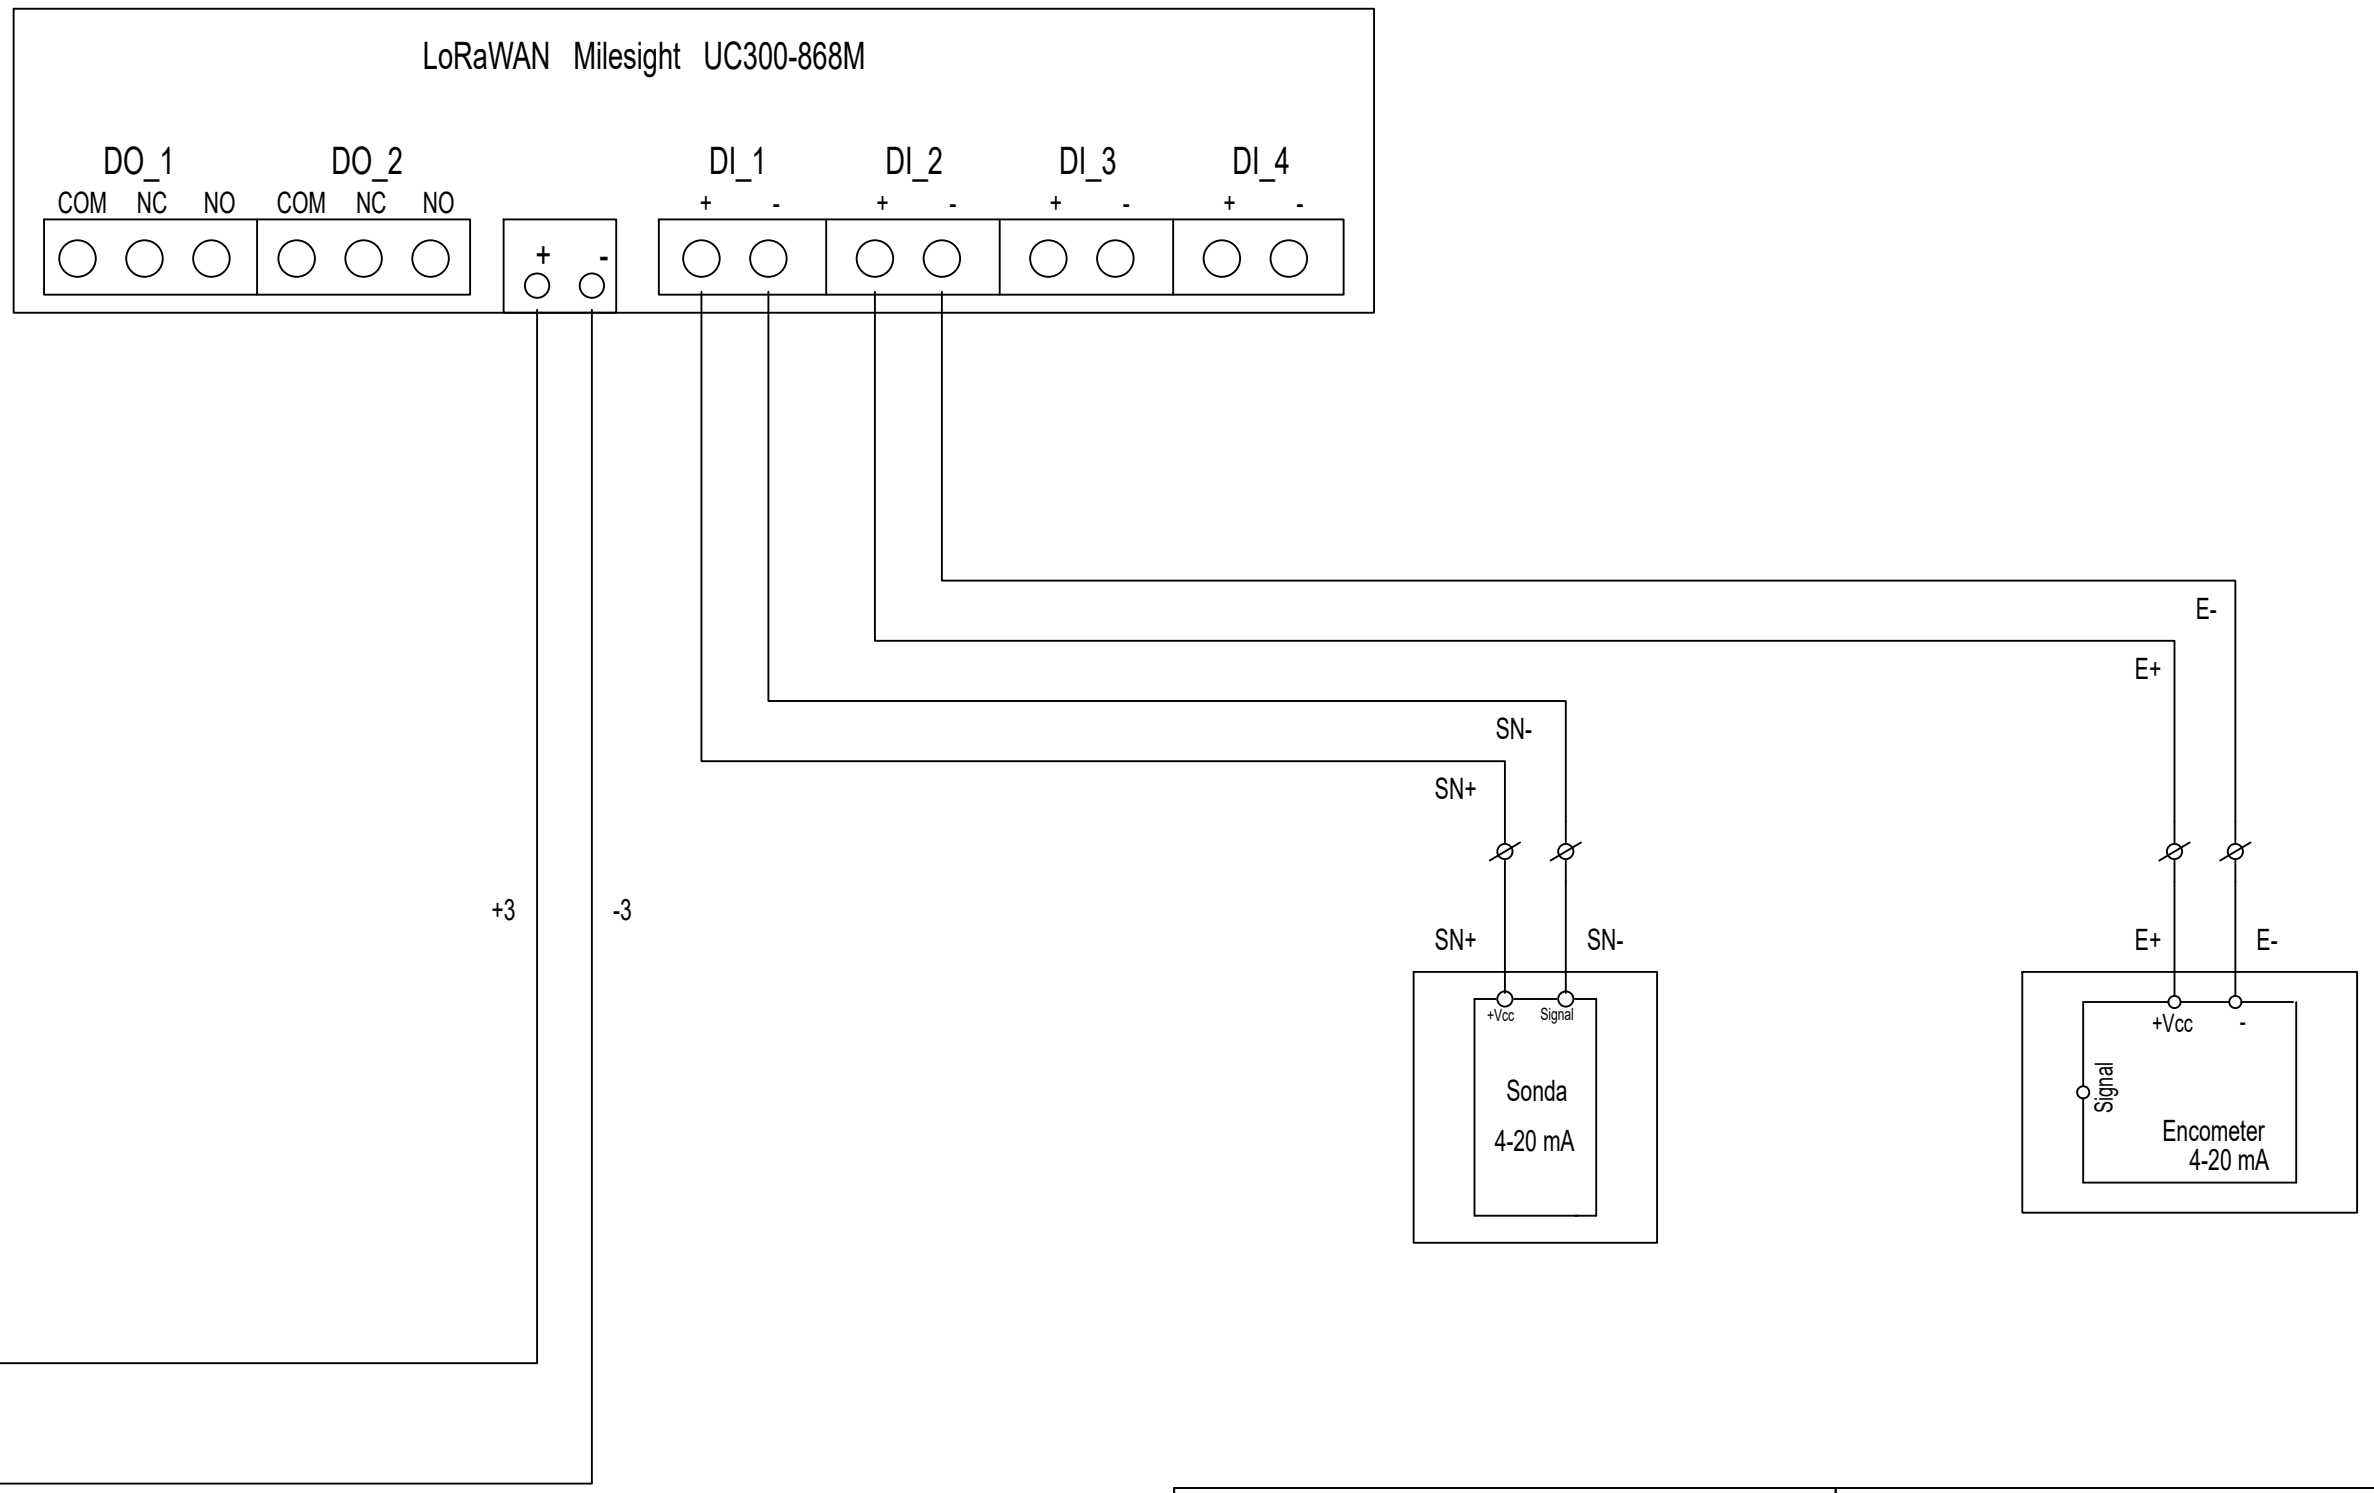 LoRaWAN Milesight UC300-868M
DO_1 DO_2 DI_1 DI_2 DI_3 DI_4
COM NC NO COM NC NO + - + - + - + -
+ -
E-
E+
SN-
SN+
+3 -3
SN+ SN- E+ E-
+Vcc Signal
+Vcc -
Signal
Sonda
4-20 mA
Encometer
4-20 mA